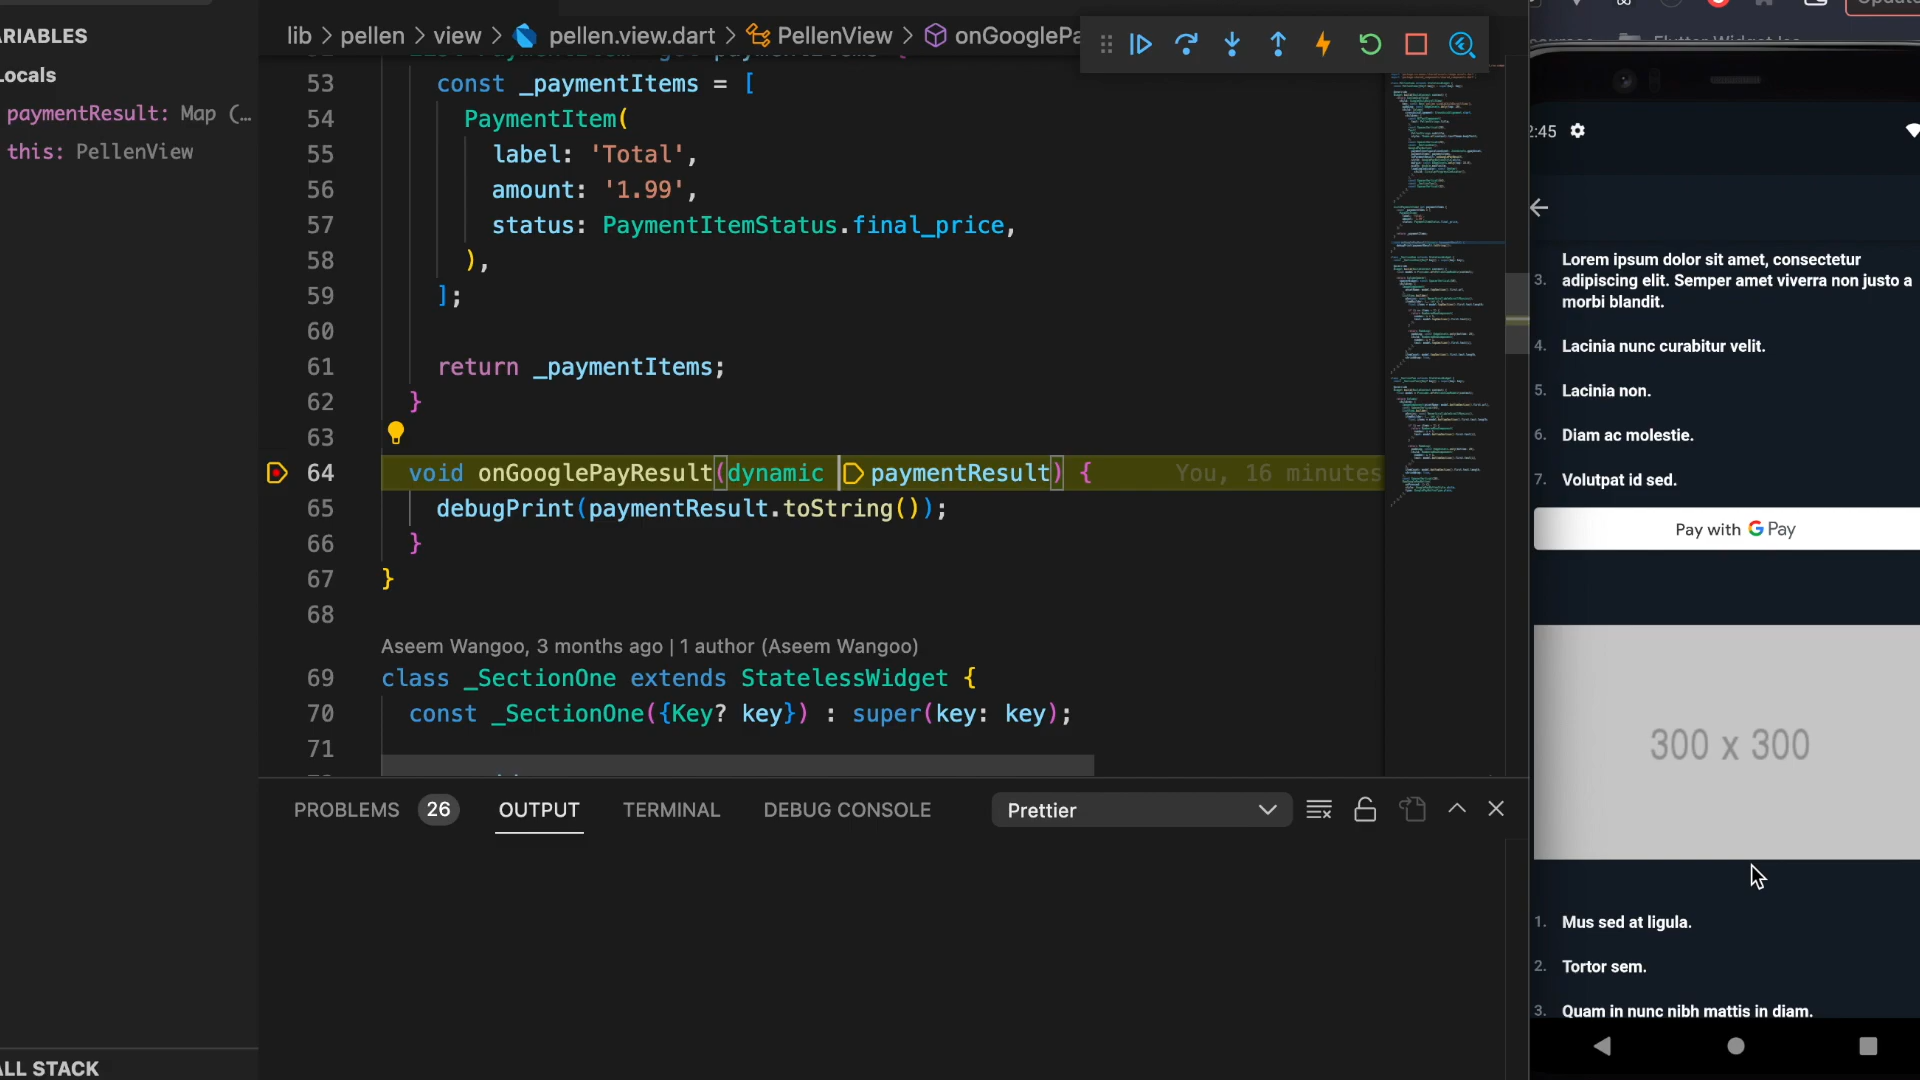 ARIABLES
Locals
paymentResult: Map (…
this: PellenView
ALL STACK
lib > pellen > view > pellen.view.dart > PellenView > onGooglePa
53 const _paymentItems = [
54 PaymentItem(
55 label: 'Total',
56 amount: '1.99',
57 status: PaymentItemStatus.final_price,
58 ),
59 ];
60
61 return _paymentItems;
62 }
63
64 void onGooglePayResult(dynamic paymentResult) { You, 16 minutes
65 debugPrint(paymentResult.toString());
66 }
67 }
68
Aseem Wangoo, 3 months ago | 1 author (Aseem Wangoo)
69 class _SectionOne extends StatelessWidget {
70 const _SectionOne({Key? key}) : super(key: key);
71
PROBLEMS 26 OUTPUT TERMINAL DEBUG CONSOLE Prettier
2:45
3. Lorem ipsum dolor sit amet, consectetur
adipiscing elit. Semper amet viverra non justo a
morbi blandit.
4. Lacinia nunc curabitur velit.
5. Lacinia non.
6. Diam ac molestie.
7. Volutpat id sed.
Pay with G Pay
300 x 300
1. Mus sed at ligula.
2. Tortor sem.
3. Quam in nunc nibh mattis in diam.